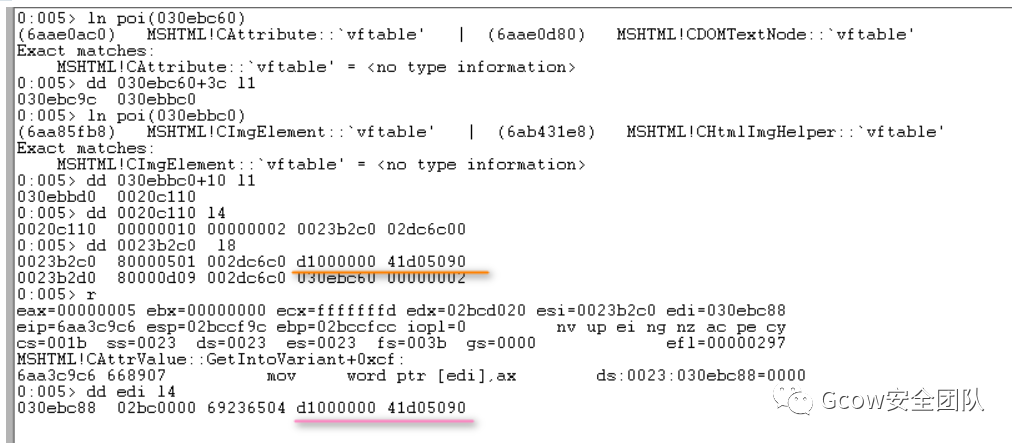 0:005> ln poi(030ebc60)
(6aae0ac0)   MSHTML!CAttribute::`vftable'   |  (6aae0d80)   MSHTML!CDOMTextNode::`vftable'
Exact matches:
    MSHTML!CAttribute::`vftable' = <no type information>
0:005> dd 030ebc60+3c l1
030ebc9c  030ebbc0
0:005> ln poi(030ebbc0)
(6aa85fb8)   MSHTML!CImgElement::`vftable'   |  (6ab431e8)   MSHTML!CHtmlImgHelper::`vftable'
Exact matches:
    MSHTML!CImgElement::`vftable' = <no type information>
0:005> dd 030ebbc0+10 l1
030ebbd0  0020c110
0:005> dd 0020c110 l4
0020c110  00000010 00000002 0023b2c0 02dc6c00
0:005> dd 0023b2c0  l8
0023b2c0  80000501 002dc6c0 d1000000 41d05090
0023b2d0  80000d09 002dc6c0 030ebc60 00000002
0:005> r
eax=00000005 ebx=00000000 ecx=fffffffd edx=02bcd020 esi=0023b2c0 edi=030ebc88
eip=6aa3c9c6 esp=02bccf9c ebp=02bccfcc iopl=0         nv up ei ng nz ac pe cy
cs=001b  ss=0023  ds=0023  es=0023  fs=003b  gs=0000             efl=00000297
MSHTML!CAttrValue::GetIntoVariant+0xcf:
6aa3c9c6 668907          mov     word ptr [edi],ax        ds:0023:030ebc88=0000
0:005> dd edi l4
030ebc88  02bc0000 69236504 d1000000 41d05090
Gcow安全团队